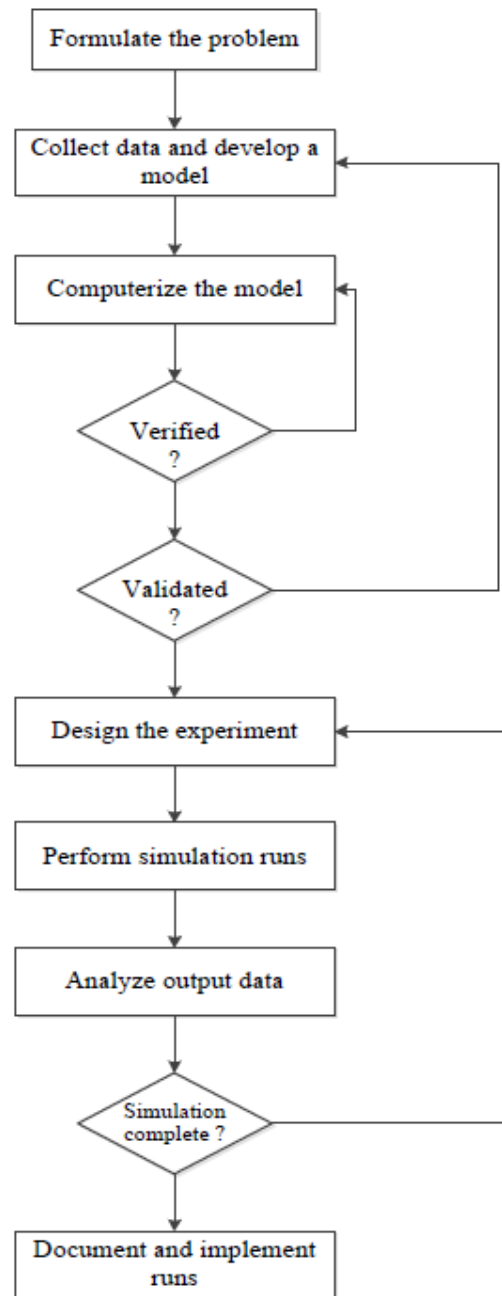 Formulate the problem
Collect data and develop a
model
Computerize the model
Verified
?
Validated
?
Design the experiment
Perform simulation runs
Analyze output data
Simulation
complete ?
Document and implement
runs